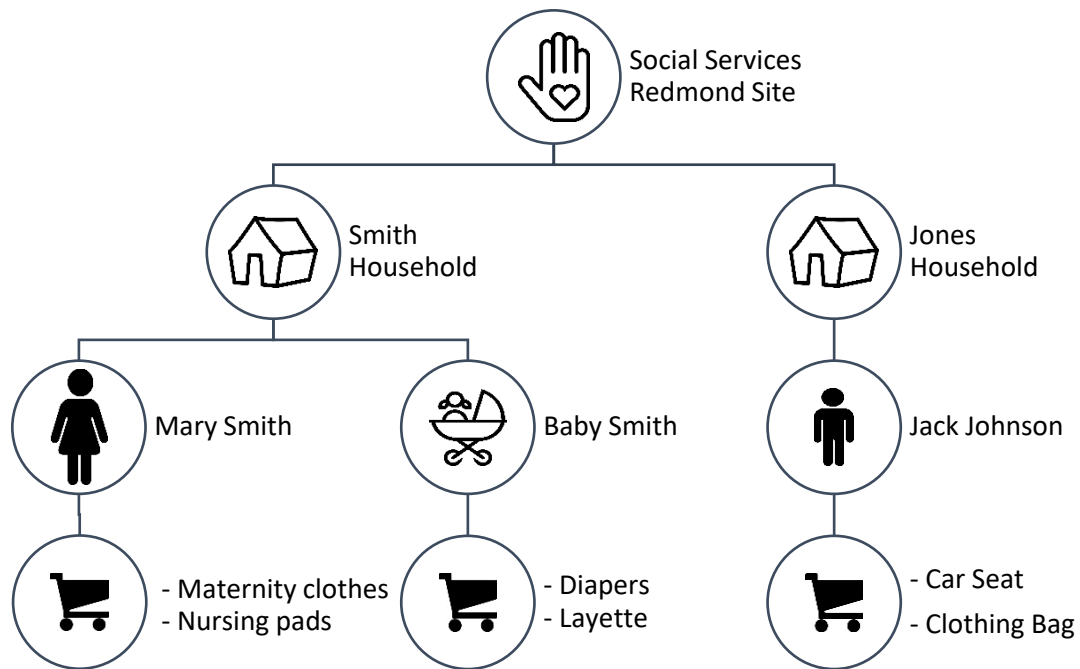 Social Services
Redmond Site
Smith
Household
Jones
Household
Mary Smith
Baby Smith
Jack Johnson
- Maternity clothes
- Nursing pads
- Diapers
- Layette
- Car Seat
- Clothing Bag